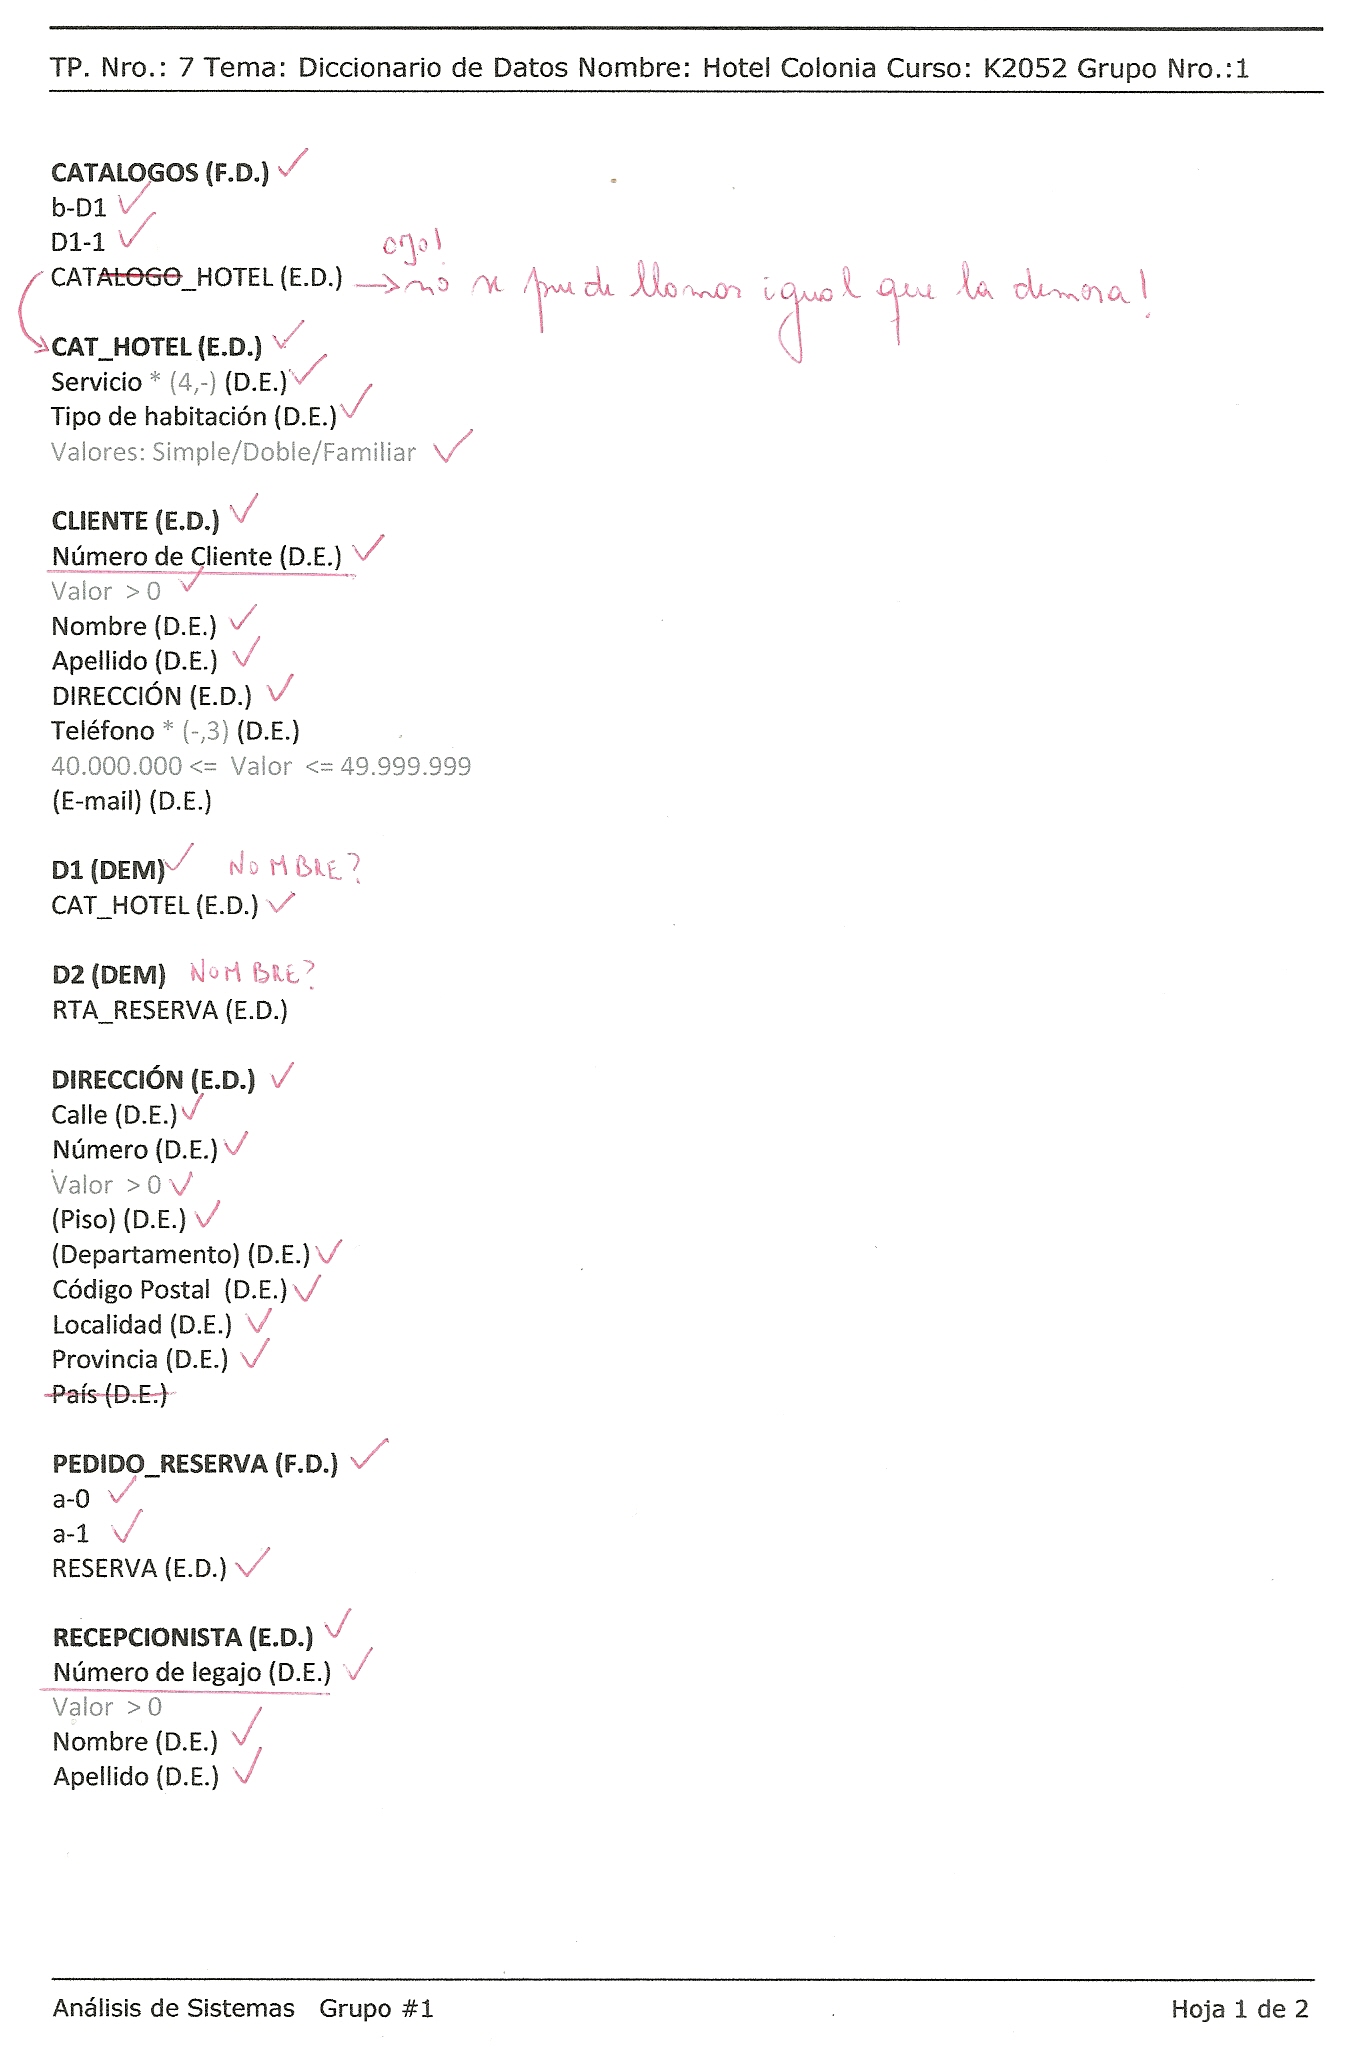 TP. Nro.: 7 Tema: Diccionario de Datos Nombre: Hotel Colonia Curso: K2052 Grupo Nro.:1
CATALOGOS (F.D.)
b-D1
D1-1
ojo!
CATALOGO_HOTEL (E.D.) → no se puede llamar igual que la demora!
CAT_HOTEL (E.D.)
Servicio * (4,-) (D.E.)
Tipo de habitación (D.E.)
Valores: Simple/Doble/Familiar
CLIENTE (E.D.)
Número de Cliente (D.E.)
Valor > 0
Nombre (D.E.)
Apellido (D.E.)
DIRECCIÓN (E.D.)
Teléfono * (-,3) (D.E.)
40.000.000 <= Valor <= 49.999.999
(E-mail) (D.E.)
D1 (DEM) NOMBRE?
CAT_HOTEL (E.D.)
D2 (DEM) NOMBRE?
RTA_RESERVA (E.D.)
DIRECCIÓN (E.D.)
Calle (D.E.)
Número (D.E.)
Valor > 0
(Piso) (D.E.)
(Departamento) (D.E.)
Código Postal (D.E.)
Localidad (D.E.)
Provincia (D.E.)
País (D.E.)
PEDIDO_RESERVA (F.D.)
a-0
a-1
RESERVA (E.D.)
RECEPCIONISTA (E.D.)
Número de legajo (D.E.)
Valor > 0
Nombre (D.E.)
Apellido (D.E.)
Análisis de Sistemas Grupo #1 Hoja 1 de 2